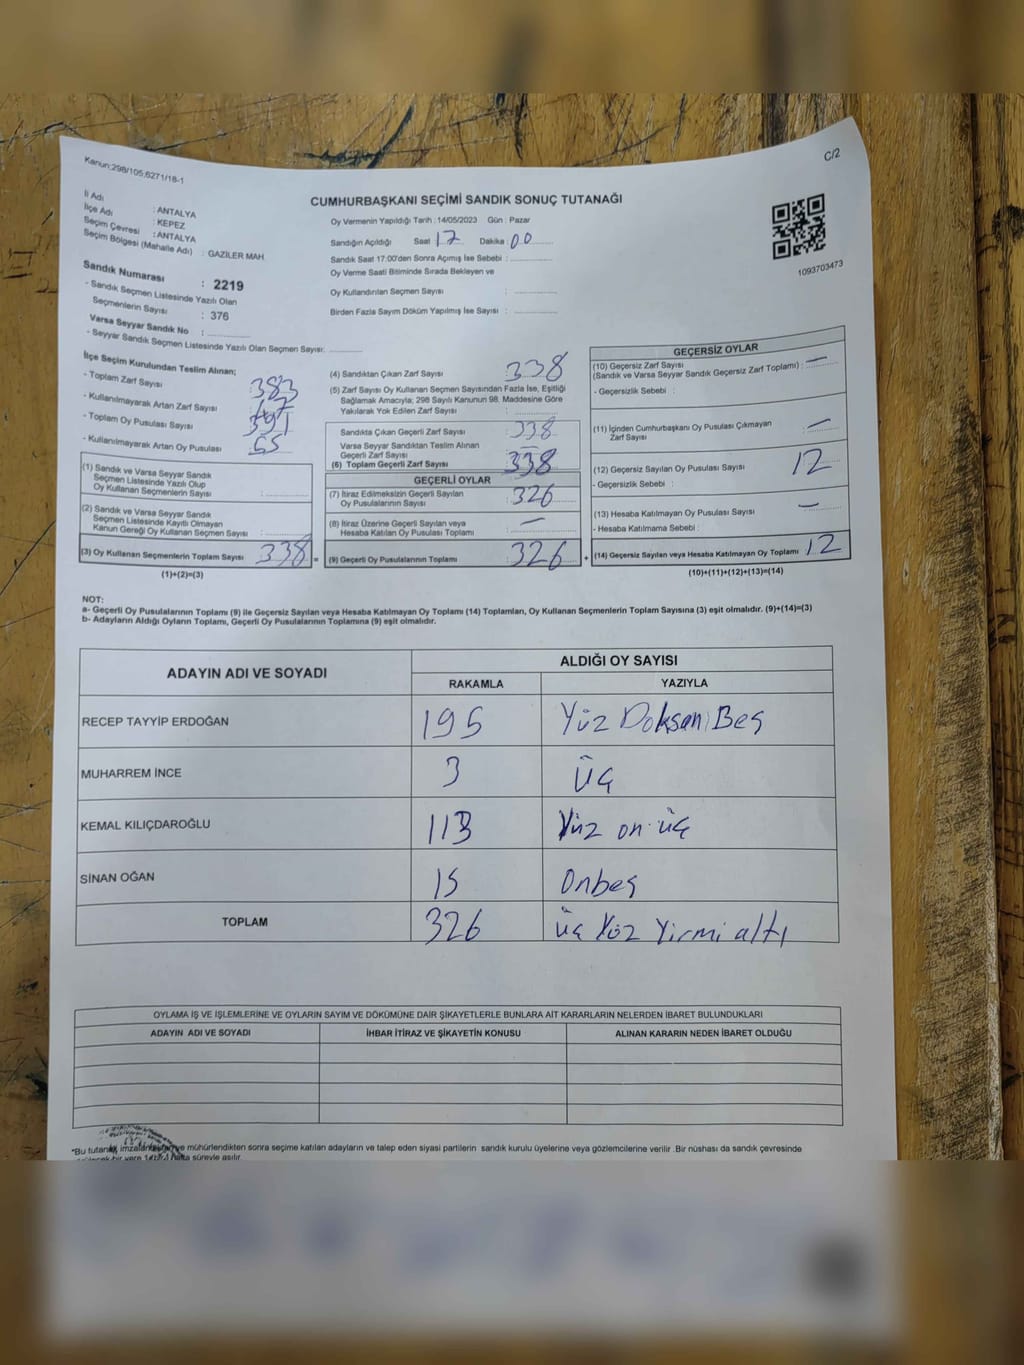 Kanun:298/105,6271/18-1
C/2
CUMHURBAŞKANI SEÇİMİ SANDIK SONUÇ TUTANAĞI
İl Adı : ANTALYA
İlçe Adı : KEPEZ
Seçim Çevresi : ANTALYA
Seçim Bölgesi (Mahalle Adı) : GAZİLER MAH.
Sandık Numarası : 2219
- Sandık Seçmen Listesinde Yazılı Olan
Seçmenlerin Sayısı : 376
Varsa Seyyar Sandık No :
- Seyyar Sandık Seçmen Listesinde Yazılı Olan Seçmen Sayısı:
Oy Vermenin Yapıldığı Tarih : 14/05/2023 Gün : Pazar
Sandığın Açıldığı Saat 17 Dakika 00
Sandık Saat 17:00'den Sonra Açımış İse Sebebi :
Oy Verme Saati Bitiminde Sırada Bekleyen ve
Oy Kullandırılan Seçmen Sayısı :
Birden Fazla Sayım Döküm Yapılmış İse Sayısı :
1093703473
İlçe Seçim Kurulundan Teslim Alınan;
- Toplam Zarf Sayısı : 383
- Kullanılmayarak Artan Zarf Sayısı :
- Toplam Oy Pusulası Sayısı : 391
- Kullanılmayarak Artan Oy Pusulası :
(1) Sandık ve Varsa Seyyar Sandık
Seçmen Listesinde Yazılı Olup
Oy Kullanan Seçmenlerin Sayısı :
(2) Sandık ve Varsa Seyyar Sandık
Seçmen Listesinde Kayıtlı Olmayan
Kanun Gereği Oy Kullanan Seçmen Sayısı :
(3) Oy Kullanan Seçmenlerin Toplam Sayısı : 338 =
(1)+(2)=(3)
(4) Sandıktan Çıkan Zarf Sayısı : 338
(5) Zarf Sayısı Oy Kullanan Seçmen Sayısından Fazla İse, Eşitliği
Sağlamak Amacıyla; 298 Sayılı Kanunun 98. Maddesine Göre
Yakılarak Yok Edilen Zarf Sayısı :
Sandıkta Çıkan Geçerli Zarf Sayısı : 338
Varsa Seyyar Sandıktan Teslim Alınan
Geçerli Zarf Sayısı : —
(6) Toplam Geçerli Zarf Sayısı : 338
GEÇERLİ OYLAR
(7) İtiraz Edilmeksizin Geçerli Sayılan
Oy Pusulalarının Sayısı : 326
(8) İtiraz Üzerine Geçerli Sayılan veya
Hesaba Katılan Oy Pusulası Toplamı : —
(9) Geçerli Oy Pusulalarının Toplamı : 326 +
GEÇERSİZ OYLAR
(10) Geçersiz Zarf Sayısı
(Sandık ve Varsa Seyyar Sandık Geçersiz Zarf Toplamı) : —
- Geçersizlik Sebebi :
(11) İçinden Cumhurbaşkanı Oy Pusulası Çıkmayan
Zarf Sayısı : —
(12) Geçersiz Sayılan Oy Pusulası Sayısı : 12
- Geçersizlik Sebebi :
(13) Hesaba Katılmayan Oy Pusulası Sayısı : —
- Hesaba Katılmama Sebebi :
(14) Geçersiz Sayılan veya Hesaba Katılmayan Oy Toplamı : 12
(10)+(11)+(12)+(13)=(14)
NOT:
a- Geçerli Oy Pusulalarının Toplamı (9) ile Geçersiz Sayılan veya Hesaba Katılmayan Oy Toplamı (14) Toplamları, Oy Kullanan Seçmenlerin Toplam Sayısına (3) eşit olmalıdır. (9)+(14)=(3)
b- Adayların Aldığı Oyların Toplamı, Geçerli Oy Pusulalarının Toplamına (9) eşit olmalıdır.
ADAYIN ADI VE SOYADI ALDIĞI OY SAYISI
RAKAMLA YAZIYLA
RECEP TAYYİP ERDOĞAN 195 Yüz Doksan Beş
MUHARREM İNCE 3 Üç
KEMAL KILIÇDAROĞLU 113 Yüz on üç
SİNAN OĞAN 15 Onbeş
TOPLAM 326 üç Yüz Yirmi altı
OYLAMA İŞ VE İŞLEMLERİNE VE OYLARIN SAYIM VE DÖKÜMÜNE DAİR ŞİKAYETLERLE BUNLARA AİT KARARLARIN NELERDEN İBARET BULUNDUKLARI
ADAYIN ADI VE SOYADI İHBAR İTİRAZ VE ŞİKAYETİN KONUSU ALINAN KARARIN NEDEN İBARET OLDUĞU
*Bu tutanak, mühürlendikten sonra seçime katılan adayların ve talep eden siyasi partilerin sandık kurulu üyelerine veya gözlemcilerine verilir .Bir nüshası da sandık çevresinde
süreyle asılır.